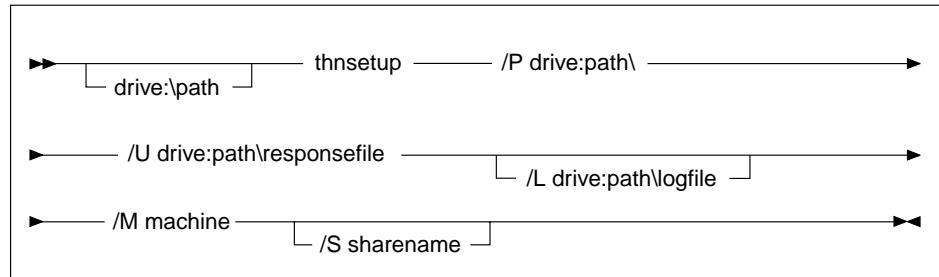 thnsetup /P drive:path\
drive:\path
/U drive:path\responsefile
/L drive:path\logfile
/M machine
/S sharename